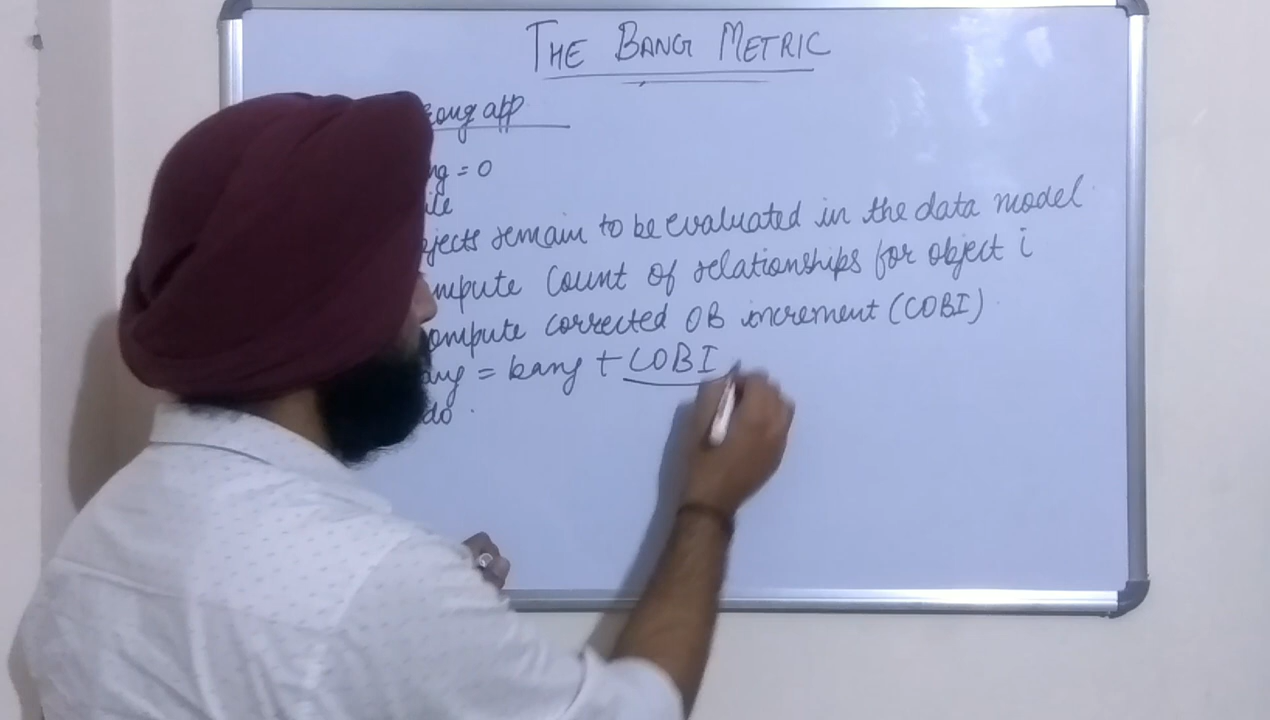 THE BANG METRIC
ong app
ng = 0
ile
jects remain to be evaluated in the data model
mpute count of relationships for object i
ompute corrected OB increment (COBI)
ang = bang + COBI
do